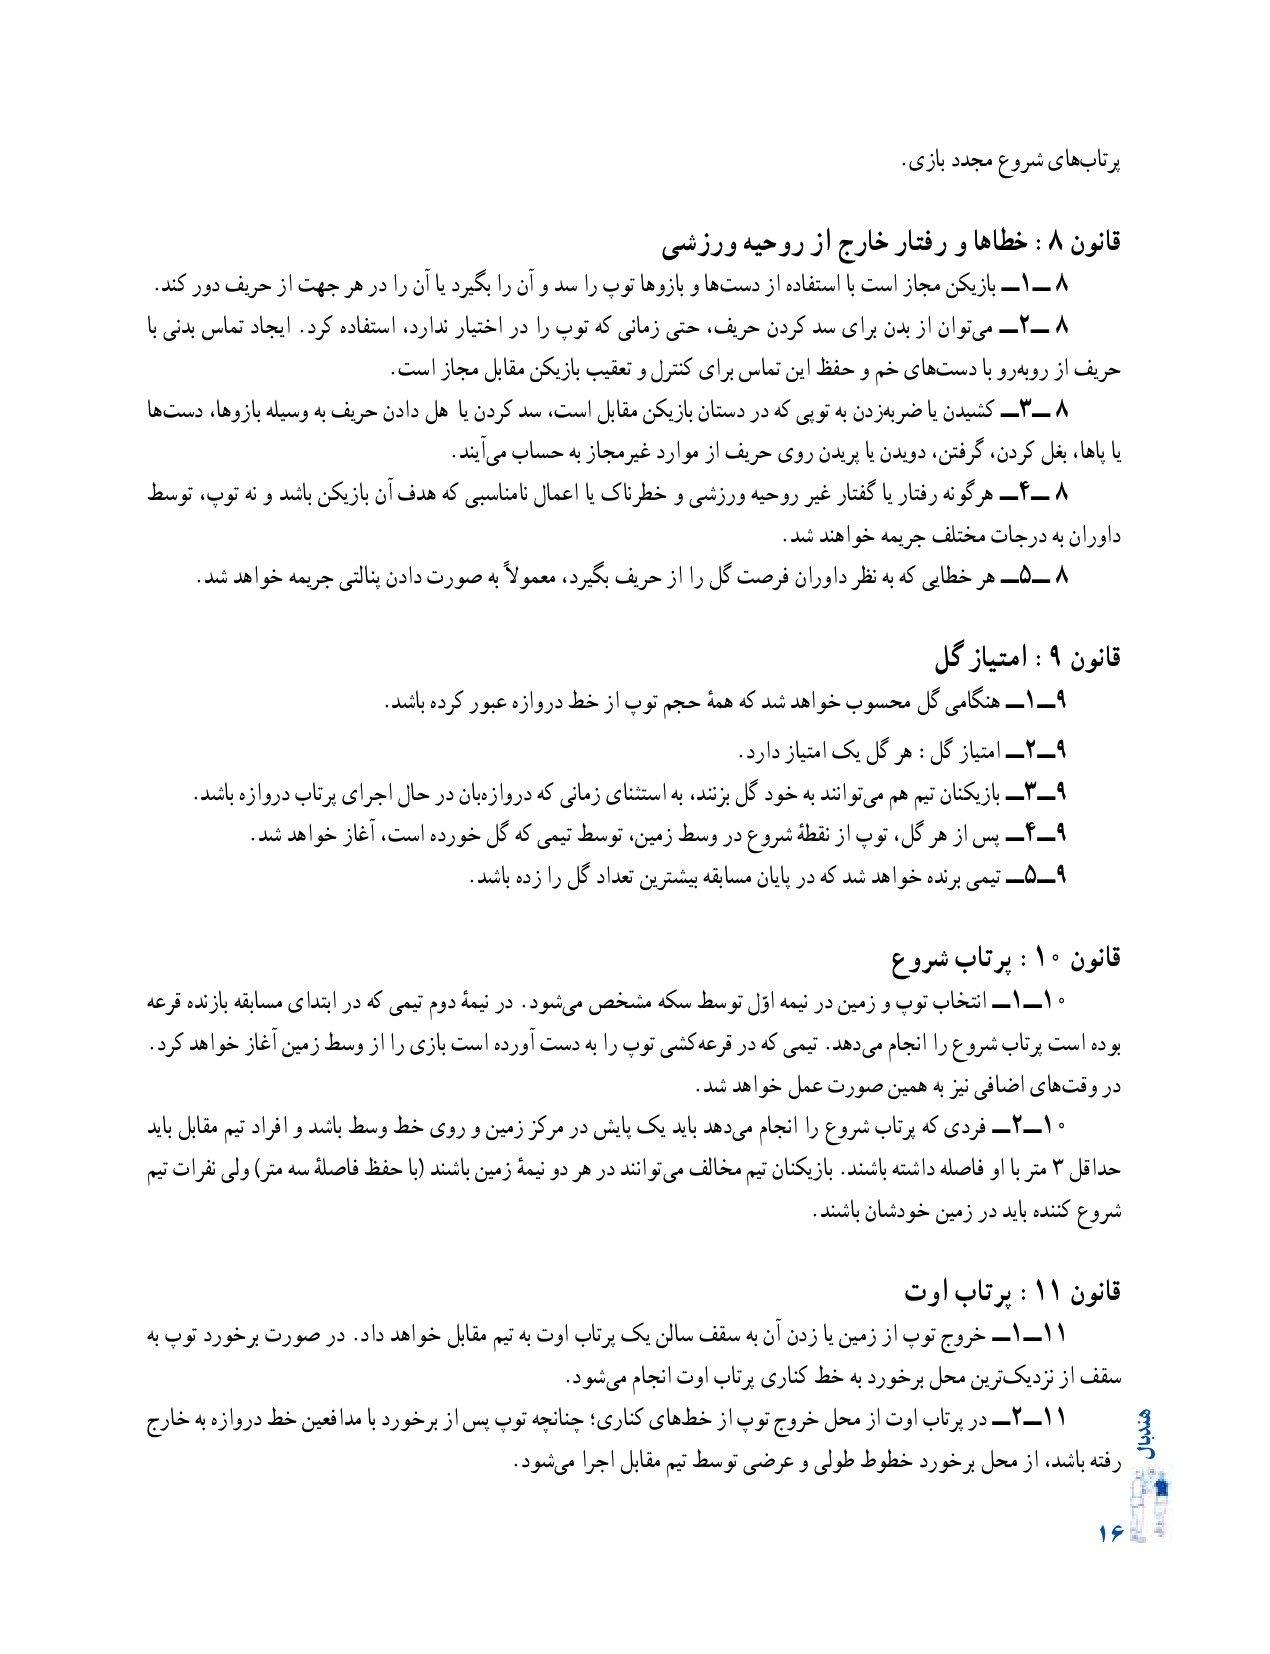 پرتاب‌های شروع مجدد بازی.
قانون ۸ : خطاها و رفتار خارج از روحیه ورزشی
۸ ــ۱ــ بازیکن مجاز است با استفاده از دست‌ها و بازوها توپ را سد و آن را بگیرد یا آن را در هر جهت از حریف دور کند.
۸ ــ۲ــ می‌توان از بدن برای سد کردن حریف، حتی زمانی که توپ را در اختیار ندارد، استفاده کرد. ایجاد تماس بدنی با
حریف از روبه‌رو با دست‌های خم و حفظ این تماس برای کنترل و تعقیب بازیکن مقابل مجاز است.
۸ ــ۳ــ کشیدن یا ضربه‌زدن به توپی که در دستان بازیکن مقابل است، سد کردن یا هل دادن حریف به وسیله بازوها، دست‌ها
یا پاها، بغل کردن، گرفتن، دویدن یا پریدن روی حریف از موارد غیرمجاز به حساب می‌آیند.
۸ ــ۴ــ هرگونه رفتار یا گفتار غیر روحیه ورزشی و خطرناک یا اعمال نامناسبی که هدف آن بازیکن باشد و نه توپ، توسط
داوران به درجات مختلف جریمه خواهند شد.
۸ ــ۵ــ هر خطایی که به نظر داوران فرصت گل را از حریف بگیرد، معمولاً به صورت دادن پنالتی جریمه خواهد شد.
قانون ۹ : امتیاز گل
۹ــ۱ــ هنگامی گل محسوب خواهد شد که همهٔ حجم توپ از خط دروازه عبور کرده باشد.
۹ــ۲ــ امتیاز گل : هر گل یک امتیاز دارد.
۹ــ۳ــ بازیکنان تیم هم می‌توانند به خود گل بزنند، به استثنای زمانی که دروازه‌بان در حال اجرای پرتاب دروازه باشد.
۹ــ۴ــ پس از هر گل، توپ از نقطهٔ شروع در وسط زمین، توسط تیمی که گل خورده است، آغاز خواهد شد.
۹ــ۵ــ تیمی برنده خواهد شد که در پایان مسابقه بیشترین تعداد گل را زده باشد.
قانون ۱۰ : پرتاب شروع
۱۰ــ۱ــ انتخاب توپ و زمین در نیمه اوّل توسط سکه مشخص می‌شود. در نیمهٔ دوم تیمی که در ابتدای مسابقه بازنده قرعه
بوده است پرتاب شروع را انجام می‌دهد. تیمی که در قرعه‌کشی توپ را به دست آورده است بازی را از وسط زمین آغاز خواهد کرد.
در وقت‌های اضافی نیز به همین صورت عمل خواهد شد.
۱۰ــ۲ــ فردی که پرتاب شروع را انجام می‌دهد باید یک پایش در مرکز زمین و روی خط وسط باشد و افراد تیم مقابل باید
حداقل ۳ متر با او فاصله داشته باشند. بازیکنان تیم مخالف می‌توانند در هر دو نیمهٔ زمین باشند (با حفظ فاصلهٔ سه متر) ولی نفرات تیم
شروع کننده باید در زمین خودشان باشند.
قانون ۱۱ : پرتاب اوت
۱۱ــ۱ــ خروج توپ از زمین یا زدن آن به سقف سالن یک پرتاب اوت به تیم مقابل خواهد داد. در صورت برخورد توپ به
سقف از نزدیک‌ترین محل برخورد به خط کناری پرتاب اوت انجام می‌شود.
۱۱ــ۲ــ در پرتاب اوت از محل خروج توپ از خط‌های کناری؛ چنانچه توپ پس از برخورد با مدافعین خط دروازه به خارج
رفته باشد، از محل برخورد خطوط طولی و عرضی توسط تیم مقابل اجرا می‌شود.
هندبال
۱۶